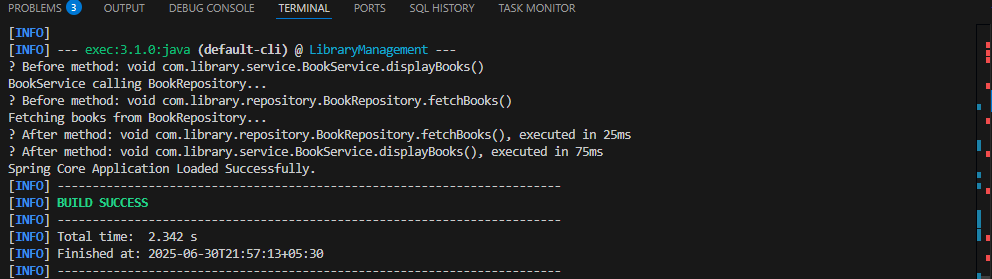 PROBLEMS 3 OUTPUT DEBUG CONSOLE TERMINAL PORTS SQL HISTORY TASK MONITOR
[INFO]
[INFO] --- exec:3.1.0:java (default-cli) @ LibraryManagement ---
? Before method: void com.library.service.BookService.displayBooks()
BookService calling BookRepository...
? Before method: void com.library.repository.BookRepository.fetchBooks()
Fetching books from BookRepository...
? After method: void com.library.repository.BookRepository.fetchBooks(), executed in 25ms
? After method: void com.library.service.BookService.displayBooks(), executed in 75ms
Spring Core Application Loaded Successfully.
[INFO] ------------------------------------------------------------------------
[INFO] BUILD SUCCESS
[INFO] ------------------------------------------------------------------------
[INFO] Total time:  2.342 s
[INFO] Finished at: 2025-06-30T21:57:13+05:30
[INFO] ------------------------------------------------------------------------